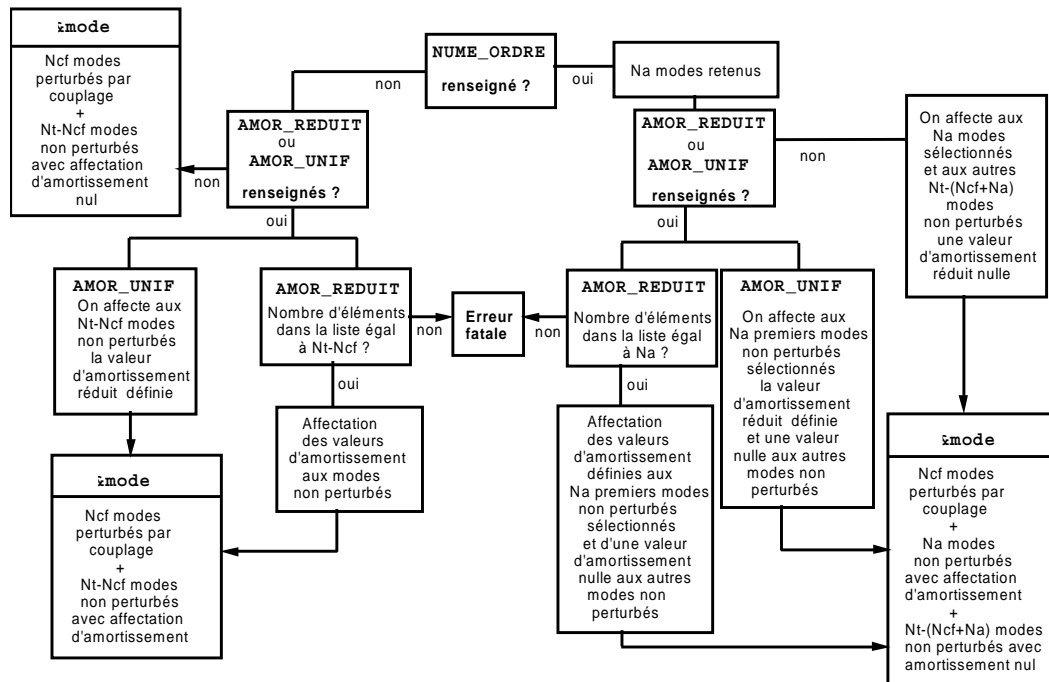 &mode
Ncf modes
perturbés par
couplage
+
Nt-Ncf modes
non perturbés
avec affectation
d'amortissement
nul
NUME_ORDRE
renseigné ?
non
oui
Na modes retenus
AMOR_REDUIT
ou
AMOR_UNIF
renseignés ?
non
oui
AMOR_REDUIT
ou
AMOR_UNIF
renseignés ?
non
oui
On affecte aux
Na modes
sélectionnés
et aux autres
Nt-(Ncf+Na)
modes
non perturbés
une valeur
d'amortissement
réduit nulle
AMOR_UNIF
On affecte aux
Nt-Ncf modes
non perturbés
la valeur
d'amortissement
réduit définie
AMOR_REDUIT
Nombre d'éléments
dans la liste égal
à Nt-Ncf ?
non
oui
Erreur
fatale
non
AMOR_REDUIT
Nombre d'éléments
dans la liste égal
à Na ?
oui
AMOR_UNIF
On affecte aux
Na premiers modes
non perturbés
sélectionnés
la valeur
d'amortissement
réduit définie
et une valeur
nulle aux autres
modes non
perturbés
Affectation
des valeurs
d'amortissement
aux modes
non perturbés
Affectation
des valeurs
d'amortissement
définies aux
Na premiers modes
non perturbés
sélectionnés
et d'une valeur
d'amortissement
nulle aux autres
modes non
perturbés
&mode
Ncf modes
perturbés par
couplage
+
Nt-Ncf modes
non perturbés
avec affectation
d'amortissement
&mode
Ncf modes
perturbés par
couplage
+
Na modes
non perturbés
avec affectation
d'amortissement
+
Nt-(Ncf+Na) modes
non perturbés avec
amortissement nul